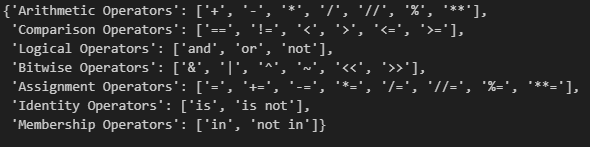 {'Arithmetic Operators': ['+', '-', '*', '/', '//', '%', '**'],
'Comparison Operators': ['==', '!=', '<', '>', '<=', '>='],
'Logical Operators': ['and', 'or', 'not'],
'Bitwise Operators': ['&', '|', '^', '~', '<<', '>>'],
'Assignment Operators': ['=', '+=', '-=', '*=', '/=', '//=', '%=', '**='],
'Identity Operators': ['is', 'is not'],
'Membership Operators': ['in', 'not in']}